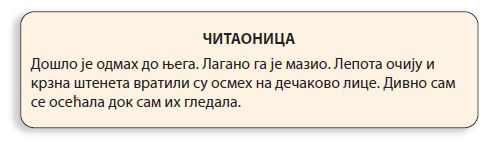 ЧИТАОНИЦА
Дошло је одмах до њега. Лагано га је мазио. Лепота очију и
крзна штенета вратили су осмех на дечаково лице. Дивно сам
се осећала док сам их гледала.